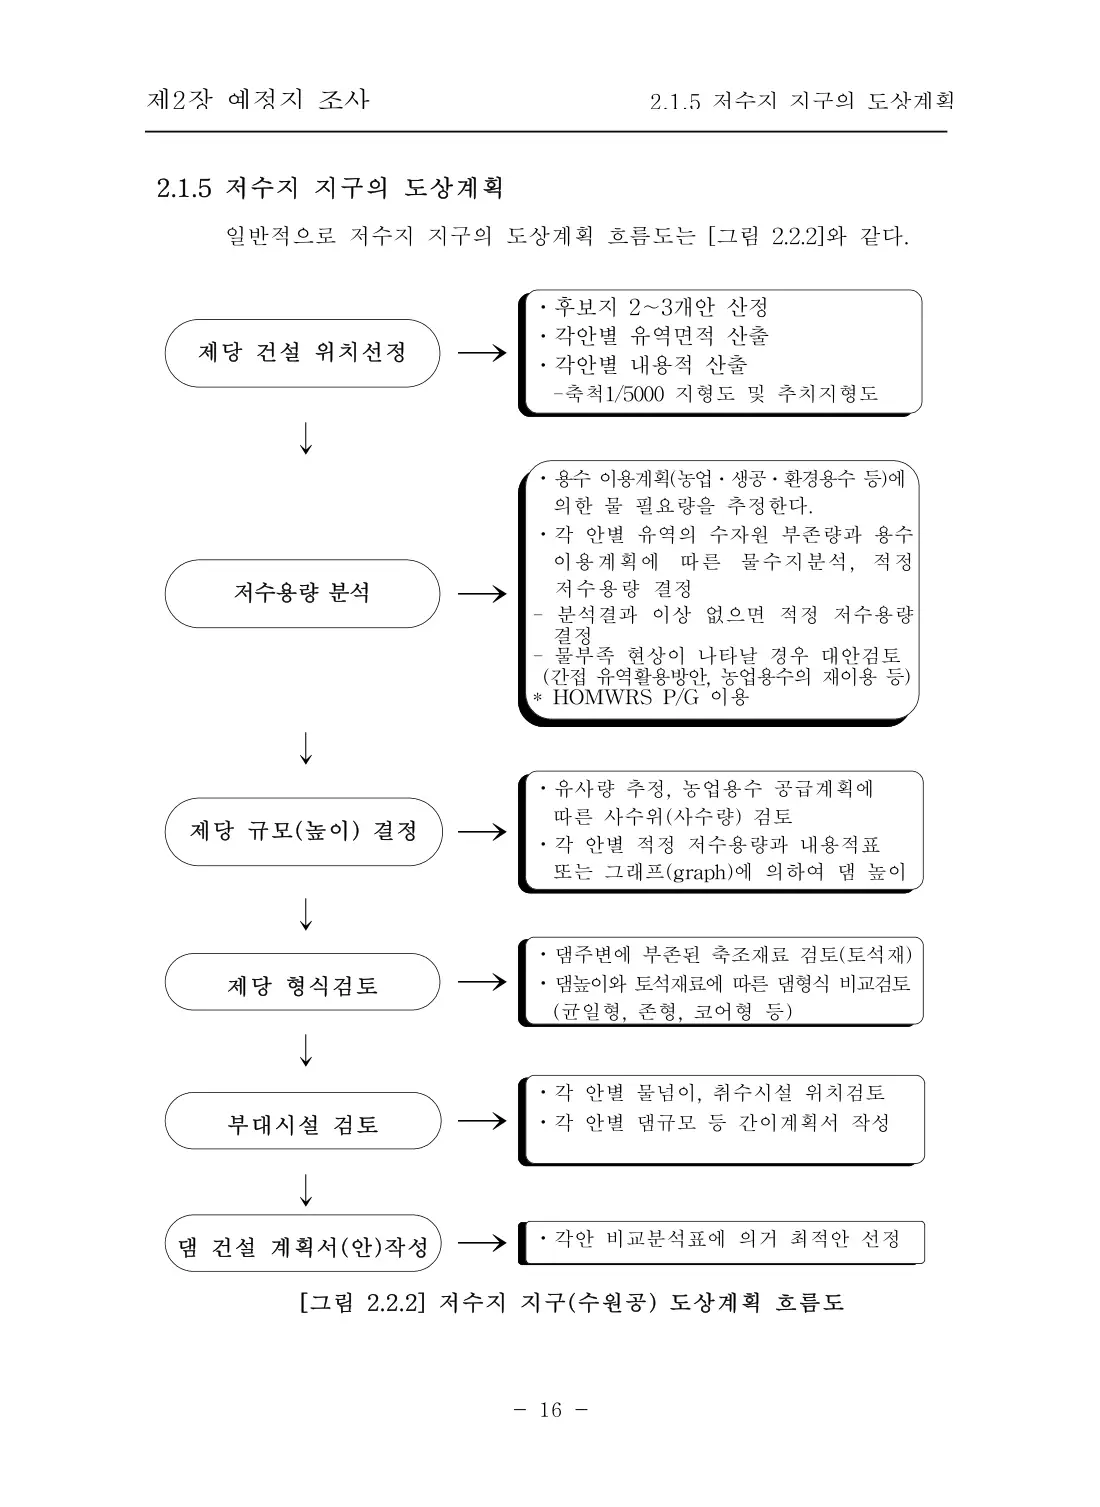 제2장 예정지 조사
2.1.5 저수지 지구의 도상계획
2.1.5 저수지 지구의 도상계획
일반적으로 저수지 지구의 도상계획 흐름도는 [그림 2.2.2]와 같다.
제당 건설 위치선정
·후보지 2~3개안 산정
·각안별 유역면적 산출
·각안별 내용적 산출
-축척1/5000 지형도 및 추치지형도
저수용량 분석
·용수 이용계획(농업·생공·환경용수 등)에
의한 물 필요량을 추정한다.
·각 안별 유역의 수자원 부존량과 용수
이용계획에 따른 물수지분석, 적정
저수용량 결정
- 분석결과 이상 없으면 적정 저수용량
결정
- 물부족 현상이 나타날 경우 대안검토
(간접 유역활용방안, 농업용수의 재이용 등)
* HOMWRS P/G 이용
제당 규모(높이) 결정
·유사량 추정, 농업용수 공급계획에
따른 사수위(사수량) 검토
·각 안별 적정 저수용량과 내용적표
또는 그래프(graph)에 의하여 댐 높이
제당 형식검토
·댐주변에 부존된 축조재료 검토(토석재)
·댐높이와 토석재료에 따른 댐형식 비교검토
(균일형, 존형, 코어형 등)
부대시설 검토
·각 안별 물넘이, 취수시설 위치검토
·각 안별 댐규모 등 간이계획서 작성
댐 건설 계획서(안)작성
·각안 비교분석표에 의거 최적안 선정
[그림 2.2.2] 저수지 지구(수원공) 도상계획 흐름도
- 16 -